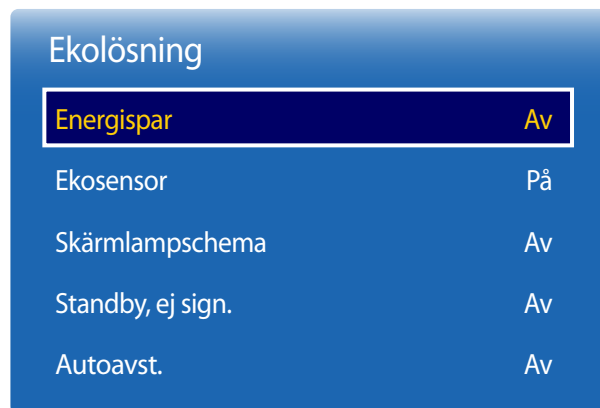 Ekolösning
Energispar Av
Ekosensor På
Skärmlampschema Av
Standby, ej sign. Av
Autoavst. Av